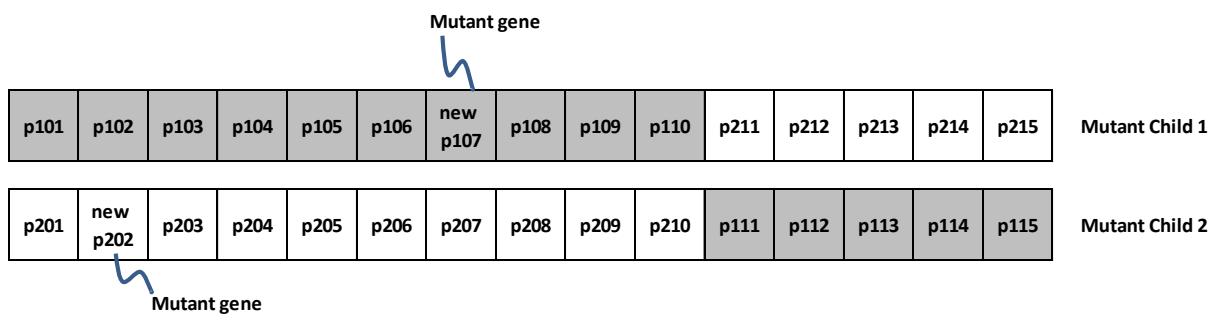 Mutant gene
p101 p102 p103 p104 p105 p106 new p107 p108 p109 p110 p211 p212 p213 p214 p215 Mutant Child 1
p201 new p202 p203 p204 p205 p206 p207 p208 p209 p210 p111 p112 p113 p114 p115 Mutant Child 2
Mutant gene